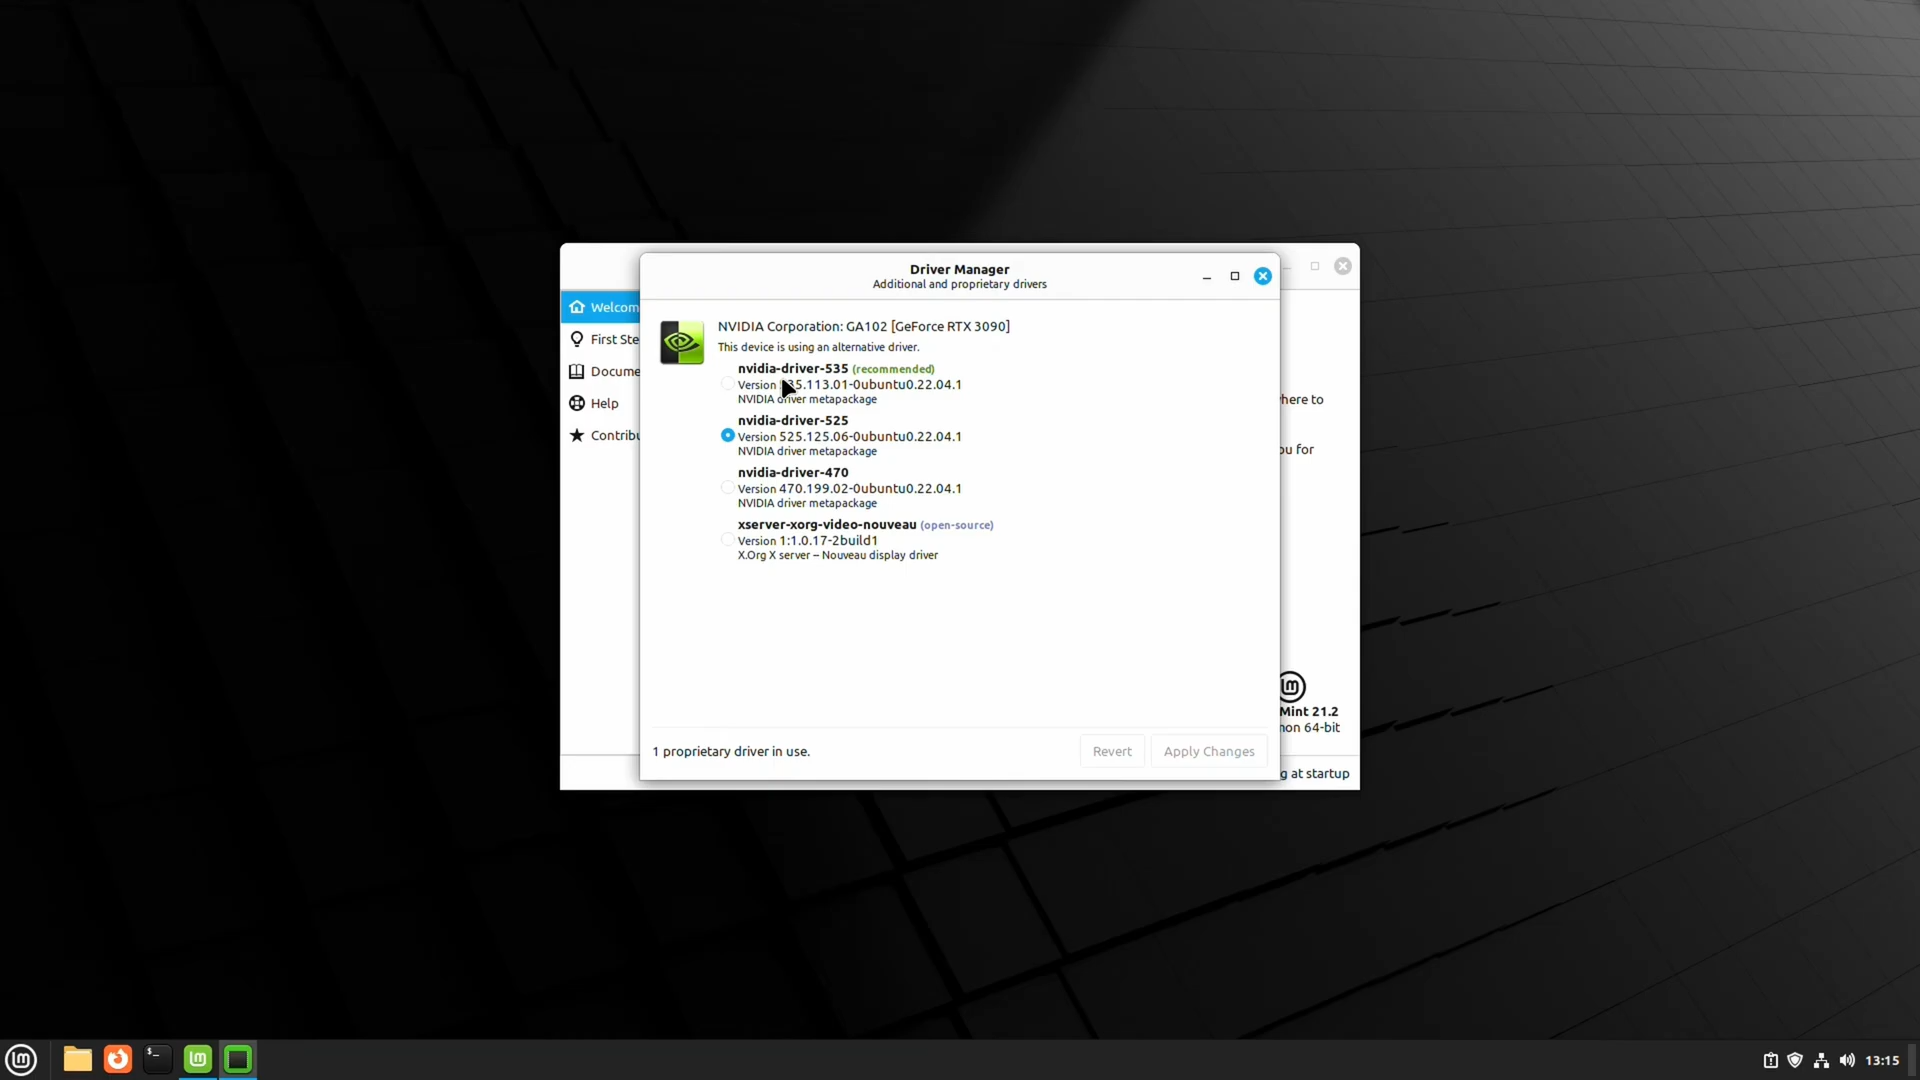 Driver Manager
Additional and proprietary drivers
Welcom
First Ste
Docume
Help
Contribu
NVIDIA Corporation: GA102 [GeForce RTX 3090]
This device is using an alternative driver.
nvidia-driver-535 (recommended)
Version 35.113.01-0ubuntu0.22.04.1
NVIDIA driver metapackage
nvidia-driver-525
Version 525.125.06-0ubuntu0.22.04.1
NVIDIA driver metapackage
nvidia-driver-470
Version 470.199.02-0ubuntu0.22.04.1
NVIDIA driver metapackage
xserver-xorg-video-nouveau (open-source)
Version 1:1.0.17-2build1
X.Org X server -- Nouveau display driver
here to
ou for
Mint 21.2
on 64-bit
1 proprietary driver in use.
Revert
Apply Changes
g at startup
13:15